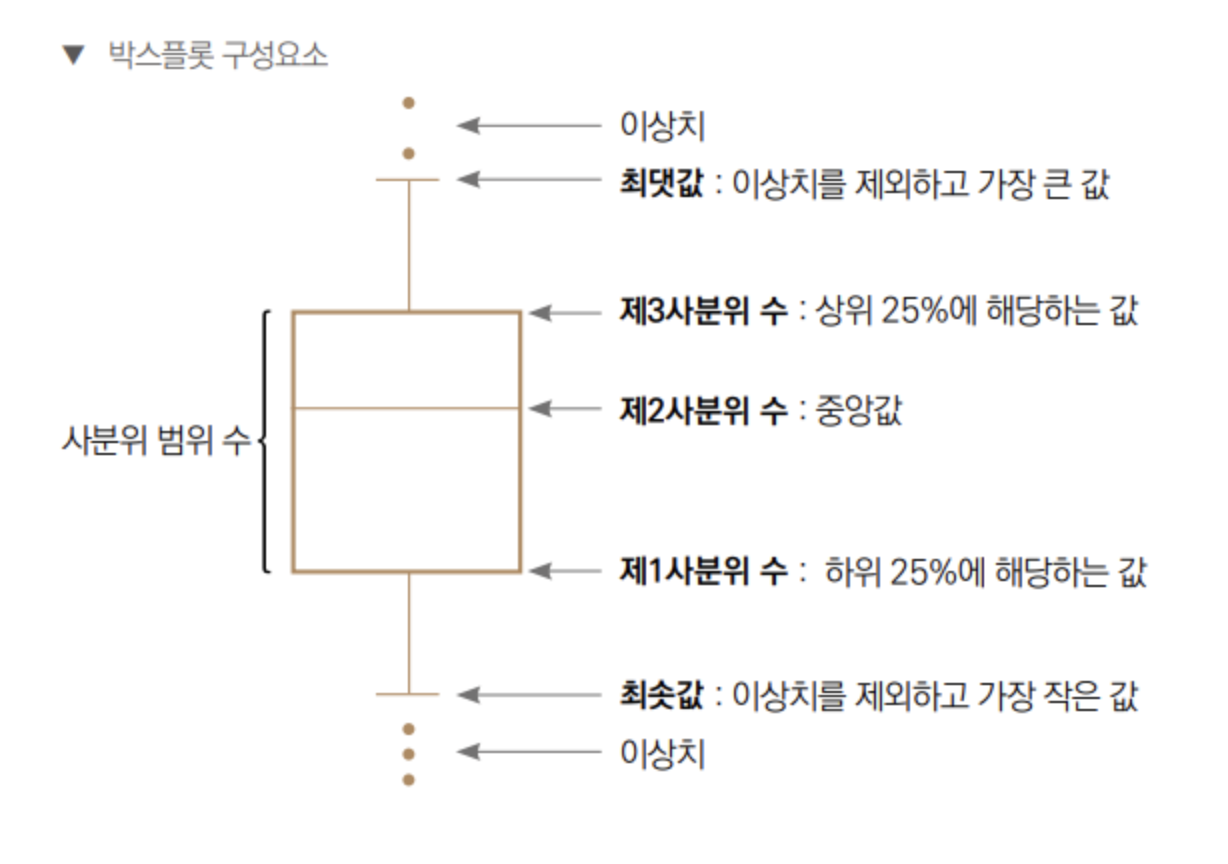 ▼ 박스플롯 구성요소
이상치
최댓값 : 이상치를 제외하고 가장 큰 값
제3사분위 수 : 상위 25%에 해당하는 값
제2사분위 수 : 중앙값
사분위 범위 수
제1사분위 수 : 하위 25%에 해당하는 값
최솟값 : 이상치를 제외하고 가장 작은 값
이상치